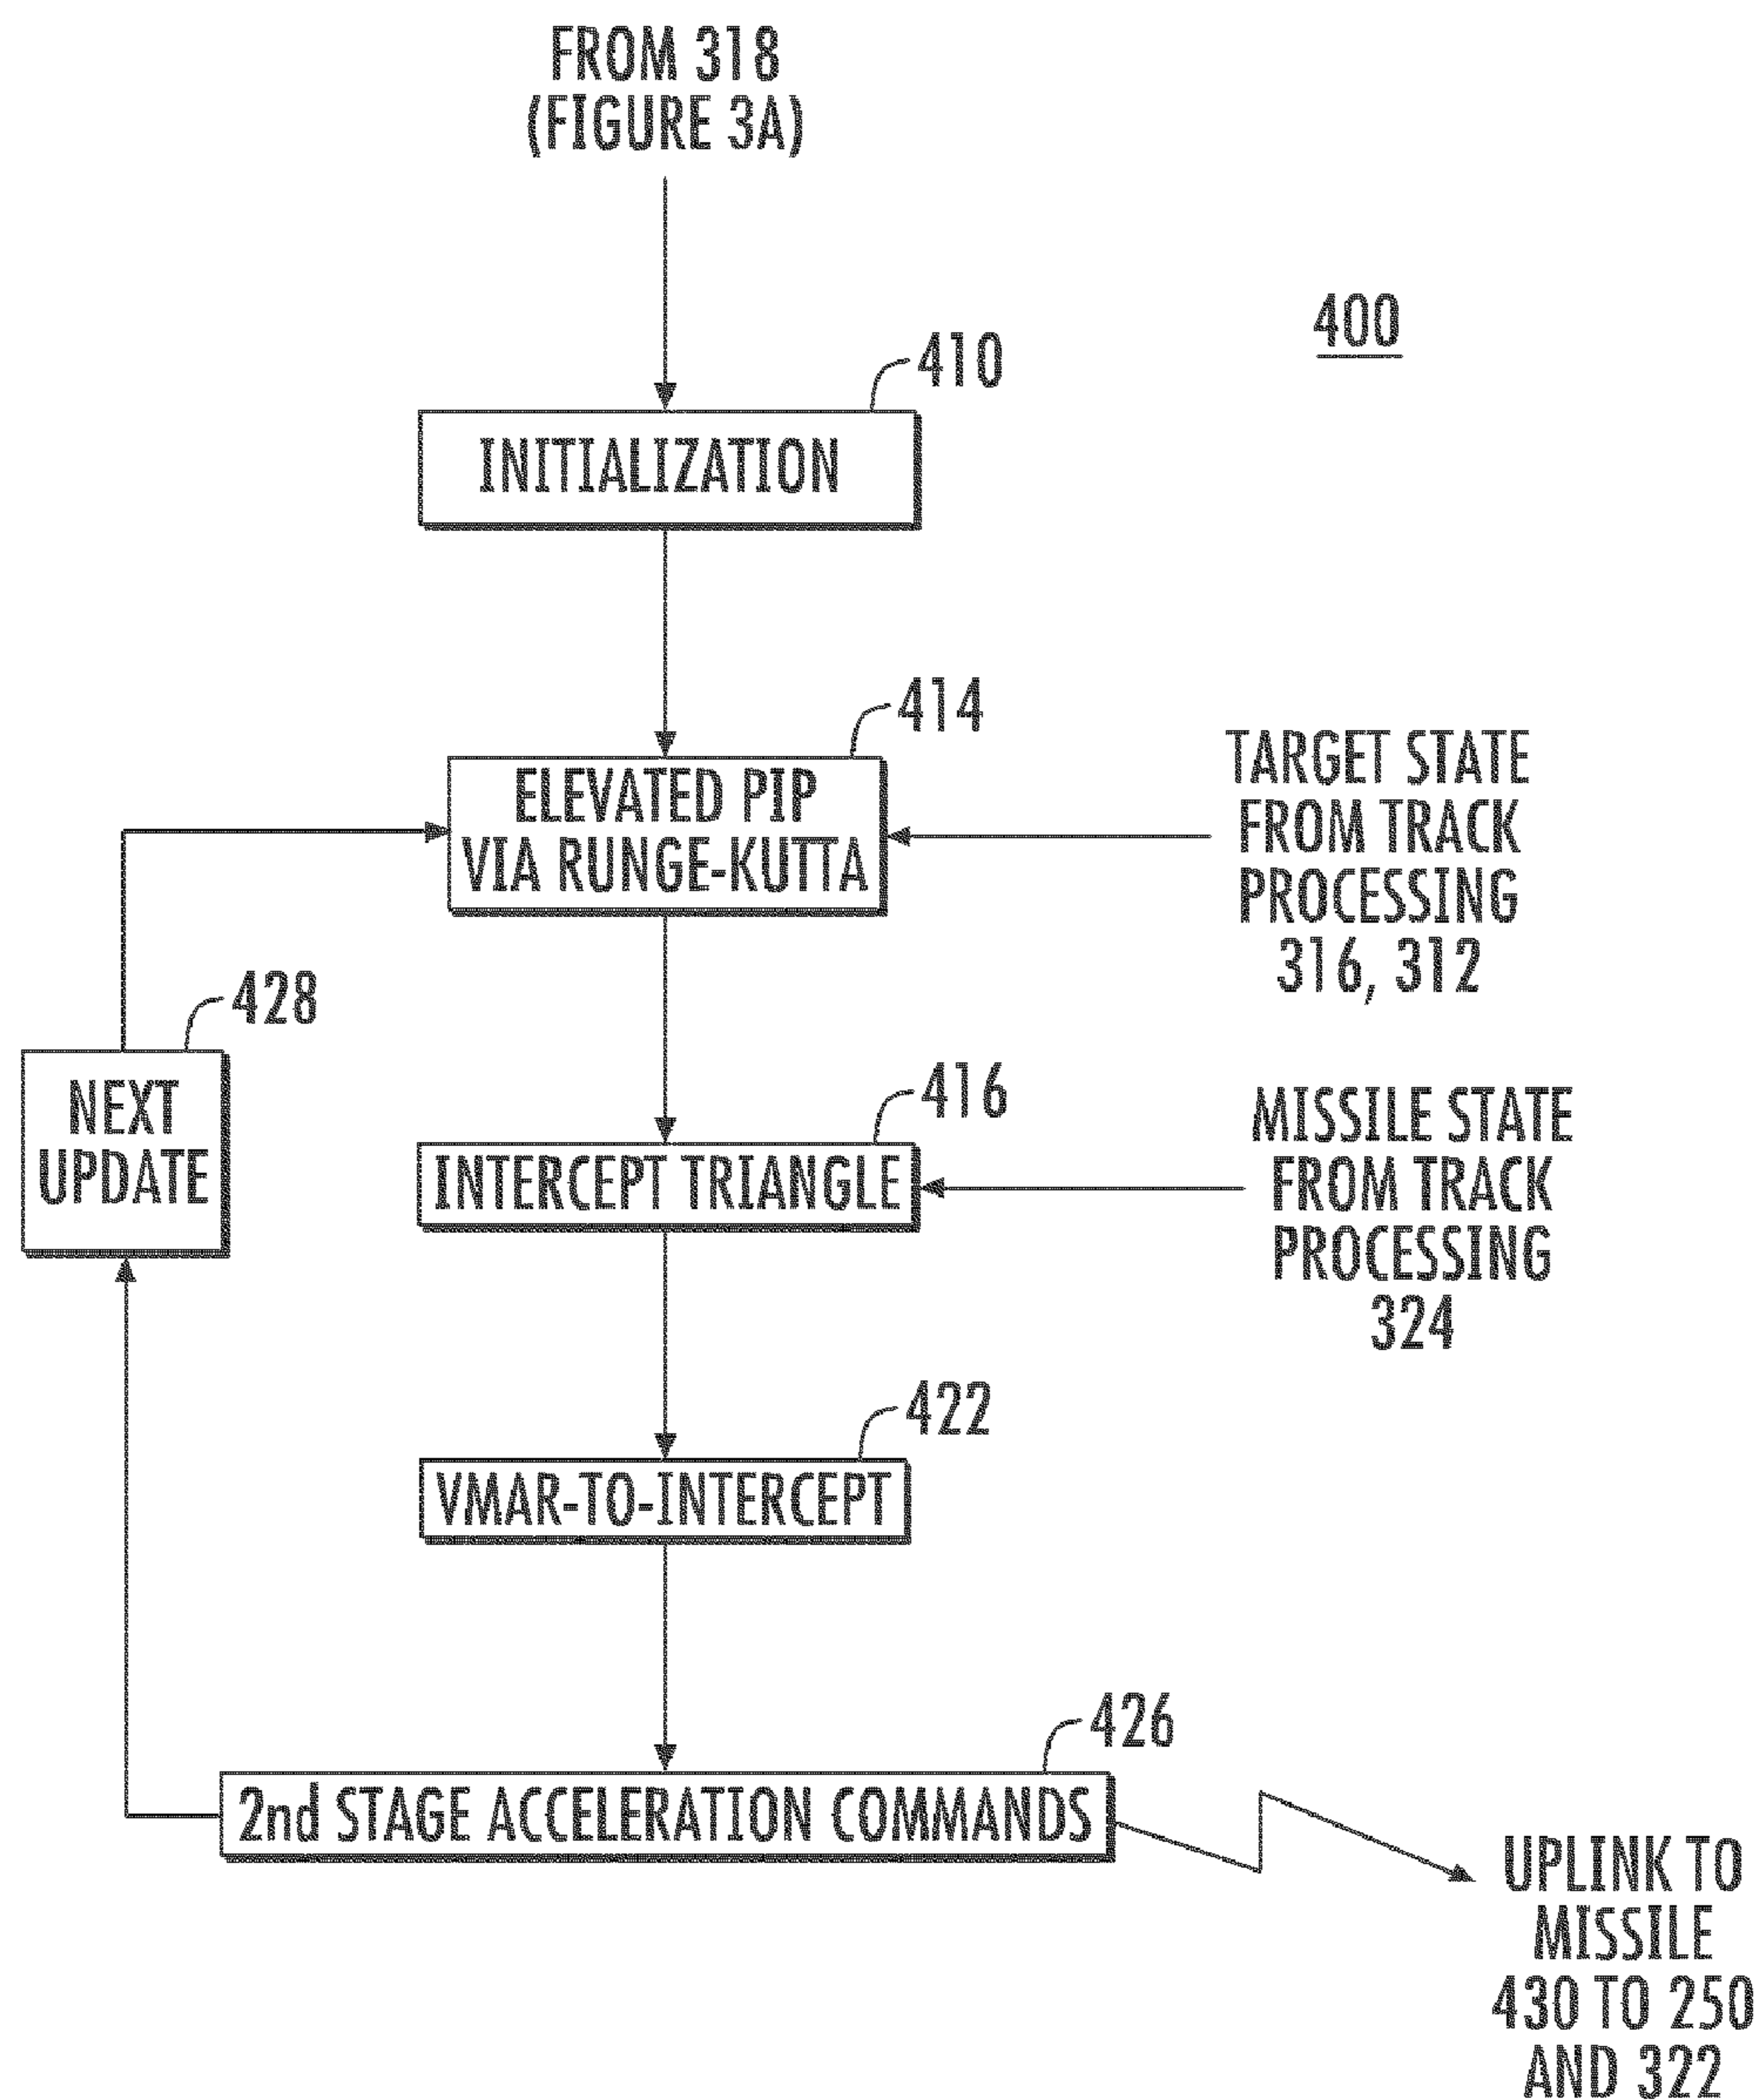 FROM 318
(FIGURE 3A)
400
410
INITIALIZATION
414
ELEVATED PIP
VIA RUNGE-KUTTA
TARGET STATE
FROM TRACK
PROCESSING
316, 312
428
NEXT
UPDATE
416
INTERCEPT TRIANGLE
MISSILE STATE
FROM TRACK
PROCESSING
324
422
VMAR-TO-INTERCEPT
426
2nd STAGE ACCELERATION COMMANDS
UPLINK TO
MISSILE
430 TO 250
AND 322